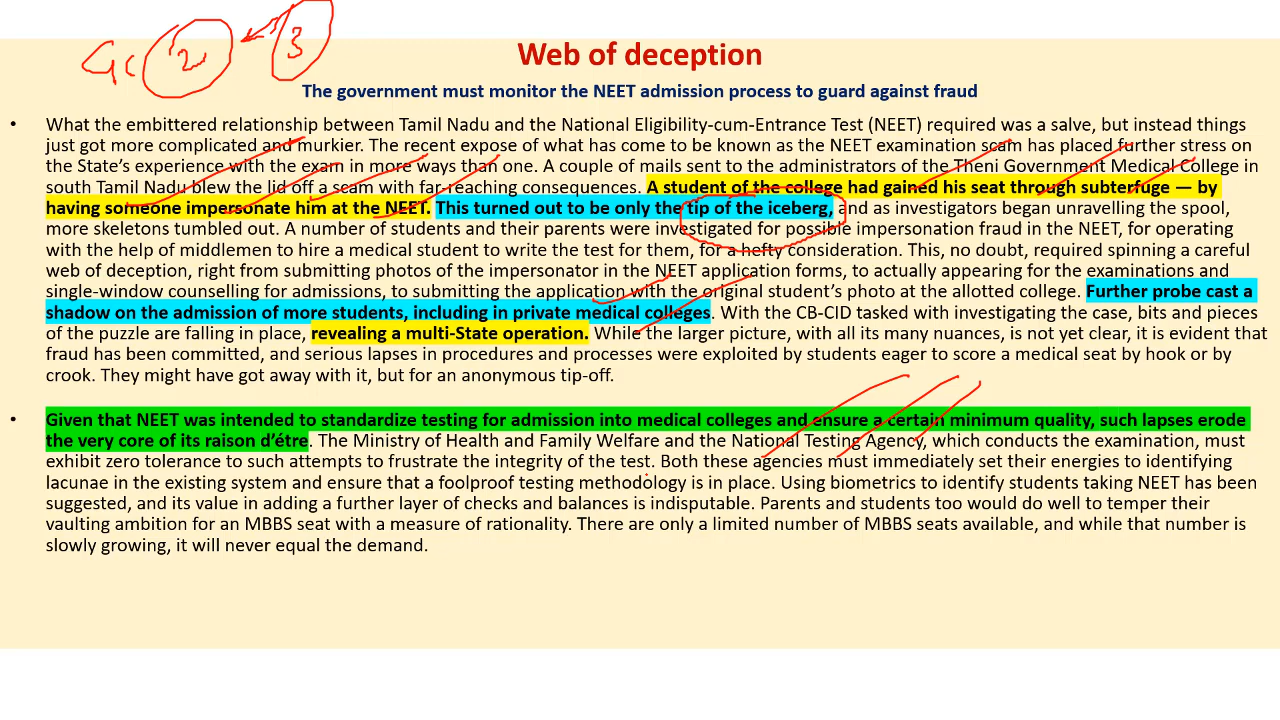 GS 2 3
Web of deception
The government must monitor the NEET admission process to guard against fraud
• What the embittered relationship between Tamil Nadu and the National Eligibility-cum-Entrance Test (NEET) required was a salve, but instead things
just got more complicated and murkier. The recent expose of what has come to be known as the NEET examination scam has placed further stress on
the State's experience with the exam in more ways than one. A couple of mails sent to the administrators of the Theni Government Medical College in
south Tamil Nadu blew the lid off a scam with far-reaching consequences. A student of the college had gained his seat through subterfuge — by
having someone impersonate him at the NEET. This turned out to be only the tip of the iceberg, and as investigators began unravelling the spool,
more skeletons tumbled out. A number of students and their parents were investigated for possible impersonation fraud in the NEET, for operating
with the help of middlemen to hire a medical student to write the test for them, for a hefty consideration. This, no doubt, required spinning a careful
web of deception, right from submitting photos of the impersonator in the NEET application forms, to actually appearing for the examinations and
single-window counselling for admissions, to submitting the application with the original student's photo at the allotted college. Further probe cast a
shadow on the admission of more students, including in private medical colleges. With the CB-CID tasked with investigating the case, bits and pieces
of the puzzle are falling in place, revealing a multi-State operation. While the larger picture, with all its many nuances, is not yet clear, it is evident that
fraud has been committed, and serious lapses in procedures and processes were exploited by students eager to score a medical seat by hook or by
crook. They might have got away with it, but for an anonymous tip-off.
• Given that NEET was intended to standardize testing for admission into medical colleges and ensure a certain minimum quality, such lapses erode
the very core of its raison d'étre. The Ministry of Health and Family Welfare and the National Testing Agency, which conducts the examination, must
exhibit zero tolerance to such attempts to frustrate the integrity of the test. Both these agencies must immediately set their energies to identifying
lacunae in the existing system and ensure that a foolproof testing methodology is in place. Using biometrics to identify students taking NEET has been
suggested, and its value in adding a further layer of checks and balances is indisputable. Parents and students too would do well to temper their
vaulting ambition for an MBBS seat with a measure of rationality. There are only a limited number of MBBS seats available, and while that number is
slowly growing, it will never equal the demand.